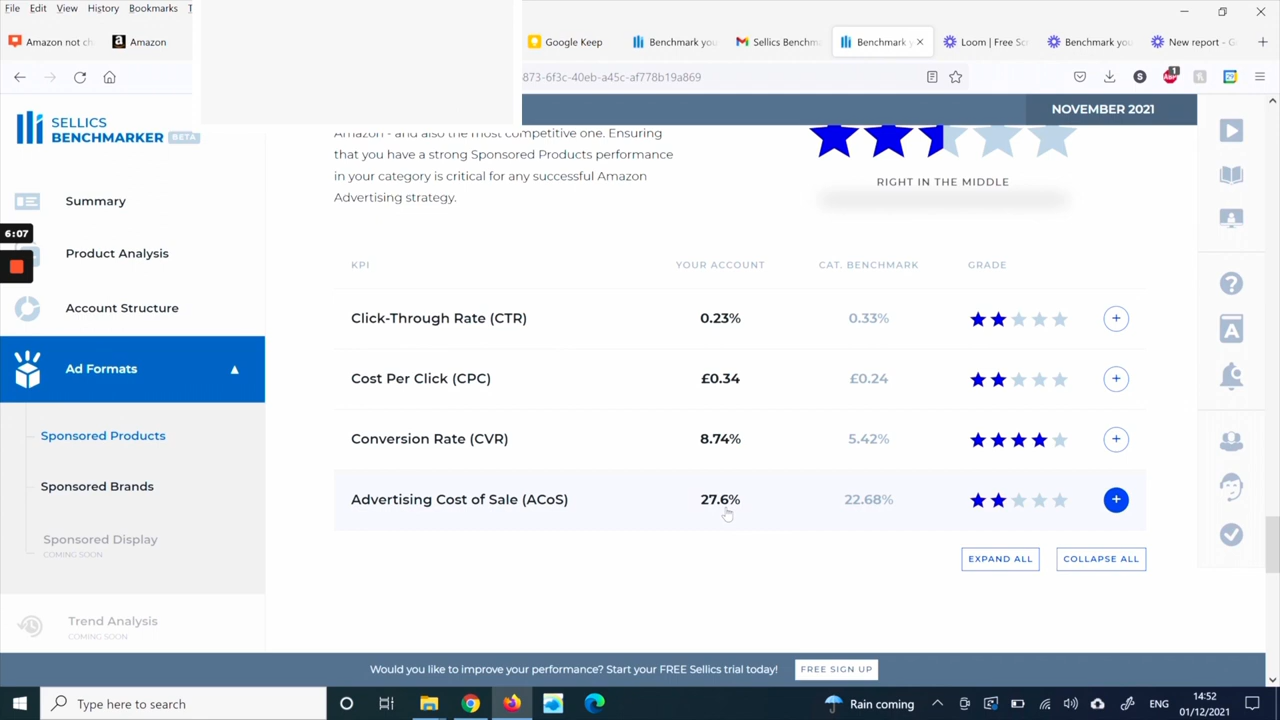 File Edit View History Bookmarks
Amazon not ch
Amazon
Google Keep
Benchmark you
Sellics Benchm
Benchmark y
Loom | Free Sc
Benchmark you
New report - G
873-6f3c-40eb-a45c-af778b19a869
1
SELLICS
BENCHMARKER BETA
NOVEMBER 2021
Amazon - and also the most competitive one. Ensuring
that you have a strong Sponsored Products performance
in your category is critical for any successful Amazon
Advertising strategy.
RIGHT IN THE MIDDLE
Summary
6:07
Product Analysis
Account Structure
Ad Formats
Sponsored Products
Sponsored Brands
Sponsored Display
COMING SOON
Trend Analysis
COMING SOON
KPI YOUR ACCOUNT CAT. BENCHMARK GRADE
Click-Through Rate (CTR) 0.23% 0.33%
Cost Per Click (CPC) £0.34 £0.24
Conversion Rate (CVR) 8.74% 5.42%
Advertising Cost of Sale (ACoS) 27.6% 22.68%
EXPAND ALL COLLAPSE ALL
Would you like to improve your performance? Start your FREE Sellics trial today! FREE SIGN UP
Type here to search
Rain coming
ENG
14:52
01/12/2021